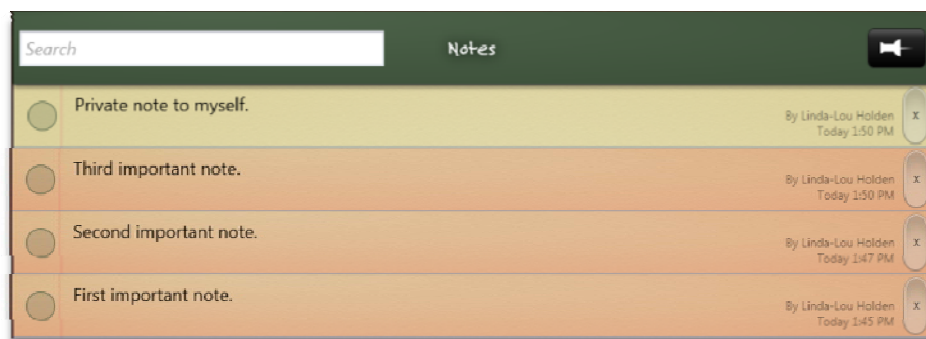 Search
Notes
Private note to myself.
By Linda-Lou Holden
Today 1:50 PM
x
Third important note.
By Linda-Lou Holden
Today 1:50 PM
x
Second important note.
By Linda-Lou Holden
Today 1:47 PM
x
First important note.
By Linda-Lou Holden
Today 1:45 PM
x